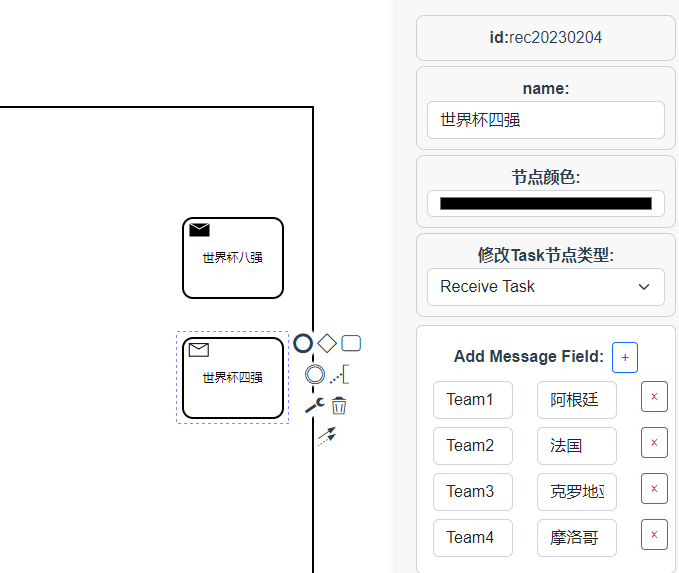 id:rec20230204
name:
世界杯四强
节点颜色:
修改Task节点类型:
Receive Task
Add Message Field: +
Team1 阿根廷 x
Team2 法国 x
Team3 克罗地 x
Team4 摩洛哥 x
世界杯八强
世界杯四强